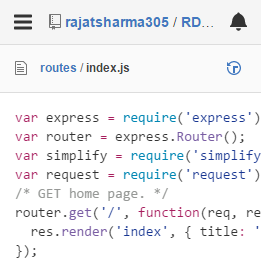 rajatsharma305 / RD...
routes / index.js
var express = require('express')
var router = express.Router();
var simplify = require('simplify
var request = require('request')
/* GET home page. */
router.get('/', function(req, re
res.render('index', { title: '
});